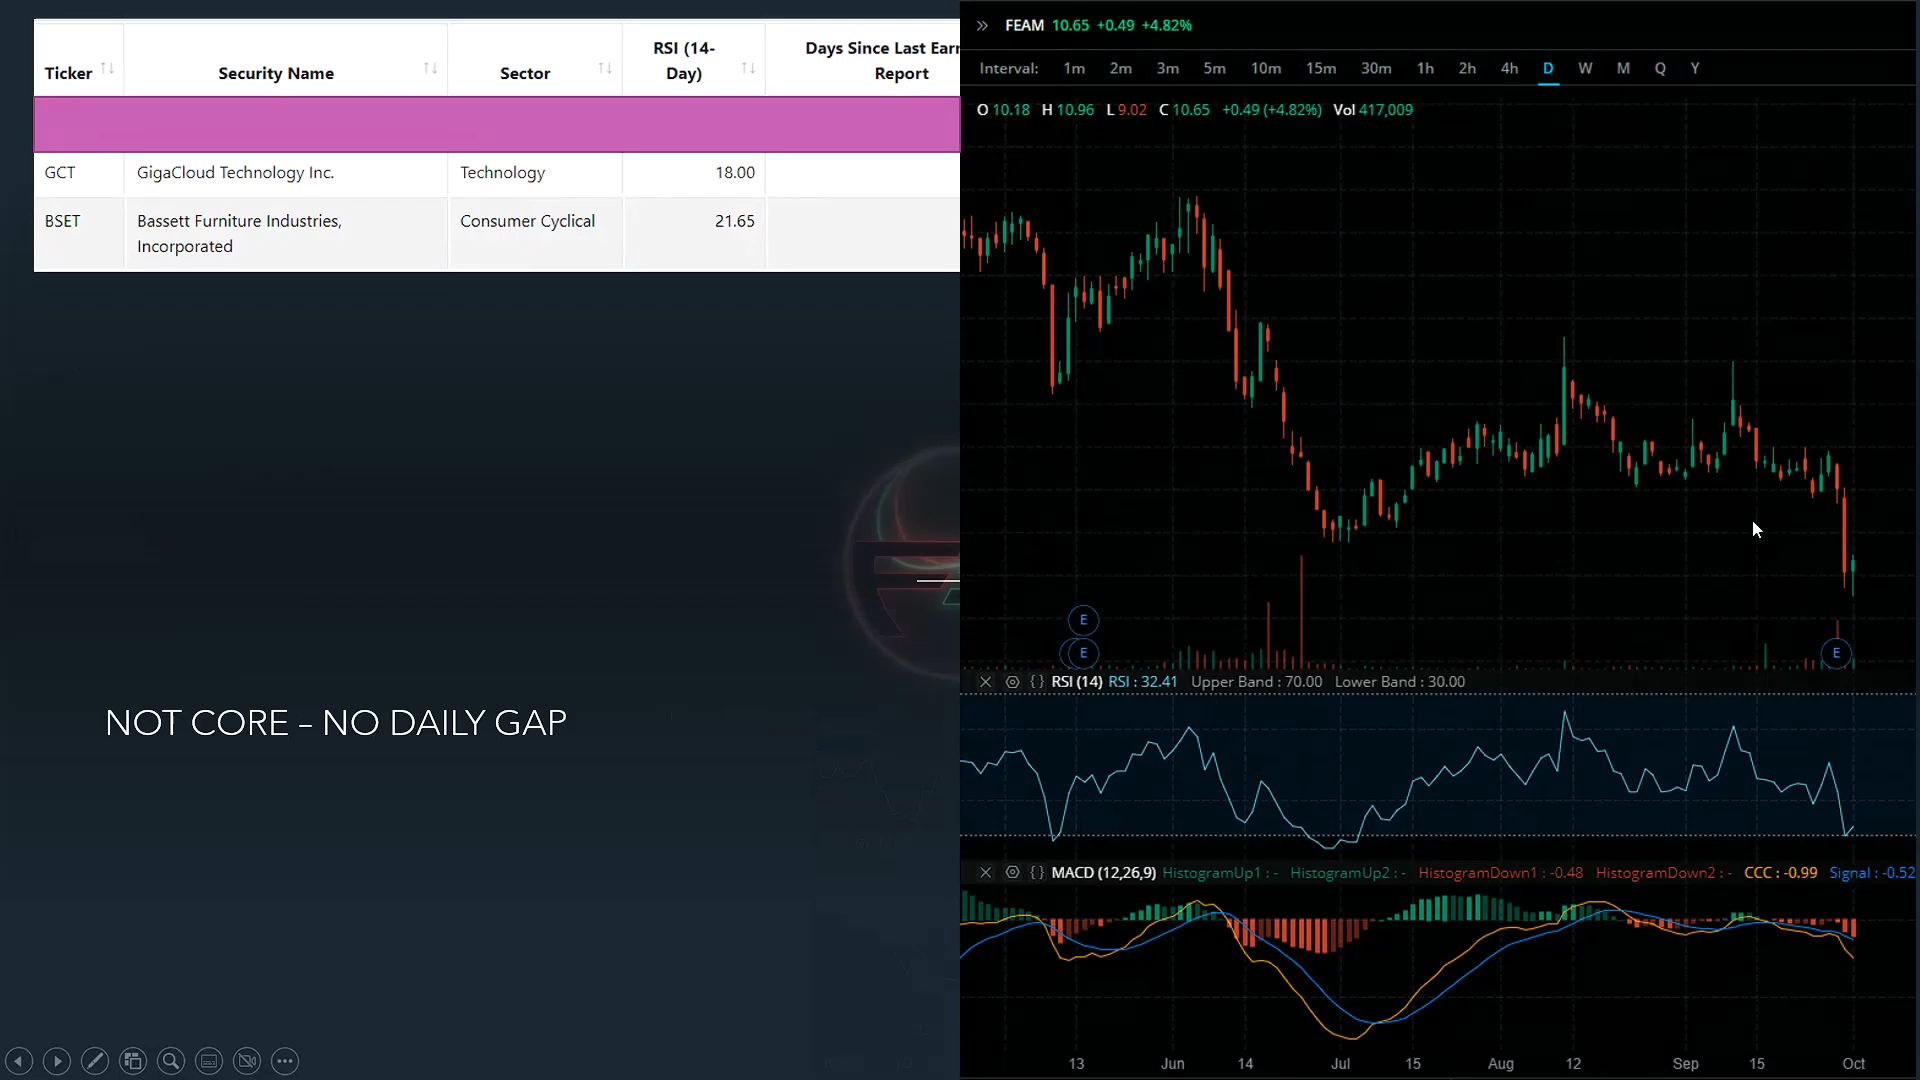 Ticker Security Name Sector RSI (14-Day) Days Since Last Earn Report
GCT GigaCloud Technology Inc. Technology 18.00
BSET Bassett Furniture Industries, Incorporated Consumer Cyclical 21.65
NOT CORE – NO DAILY GAP
FEAM 10.65 +0.49 +4.82%
Interval: 1m 2m 3m 5m 10m 15m 30m 1h 2h 4h D W M Q Y
O 10.18 H 10.96 L 9.02 C 10.65 +0.49 (+4.82%) Vol 417,009
E
E
E
RSI (14) RSI : 32.41 Upper Band : 70.00 Lower Band : 30.00
MACD (12,26,9) HistogramUp1 : - HistogramUp2 : - HistogramDown1 : -0.48 HistogramDown2 : - CCC : -0.99 Signal : -0.52
13 Jun 14 Jul 15 Aug 12 Sep 15 Oct